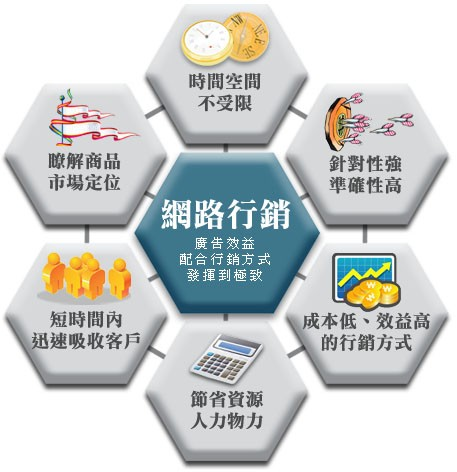 時間空間
不受限
瞭解商品
市場定位
針對性強
準確性高
網路行銷
廣告效益
配合行銷方式
發揮到極致
短時間內
迅速吸收客戶
成本低、效益高
的行銷方式
節省資源
人力物力